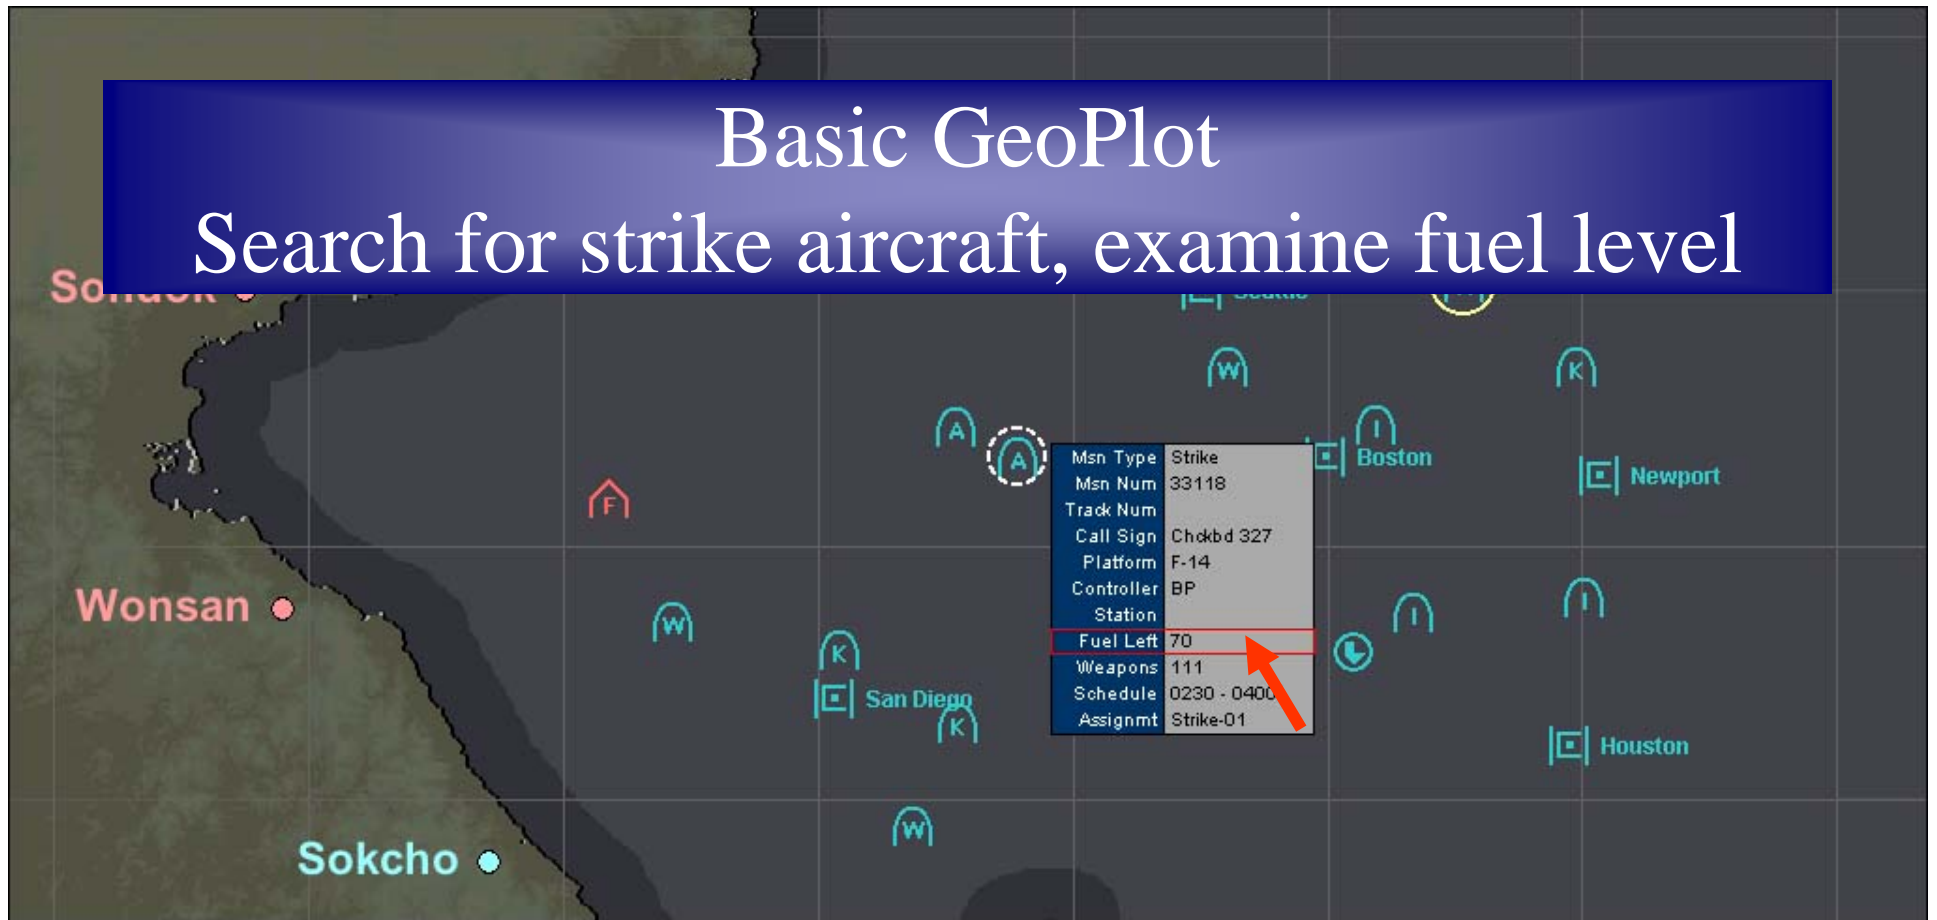 Basic GeoPlot
Search for strike aircraft, examine fuel level
W
K
A
I
A
Boston
Newport
F
Msn Type Strike
Msn Num 33118
Track Num
Call Sign Chckbd 327
Platform F-14
Controller BP
Station
Fuel Left 70
Weapons 111
Schedule 0230 - 0400
Assignmt Strike-01
Wonsan
W
I
I
K
San Diego
K
Houston
W
Sokcho